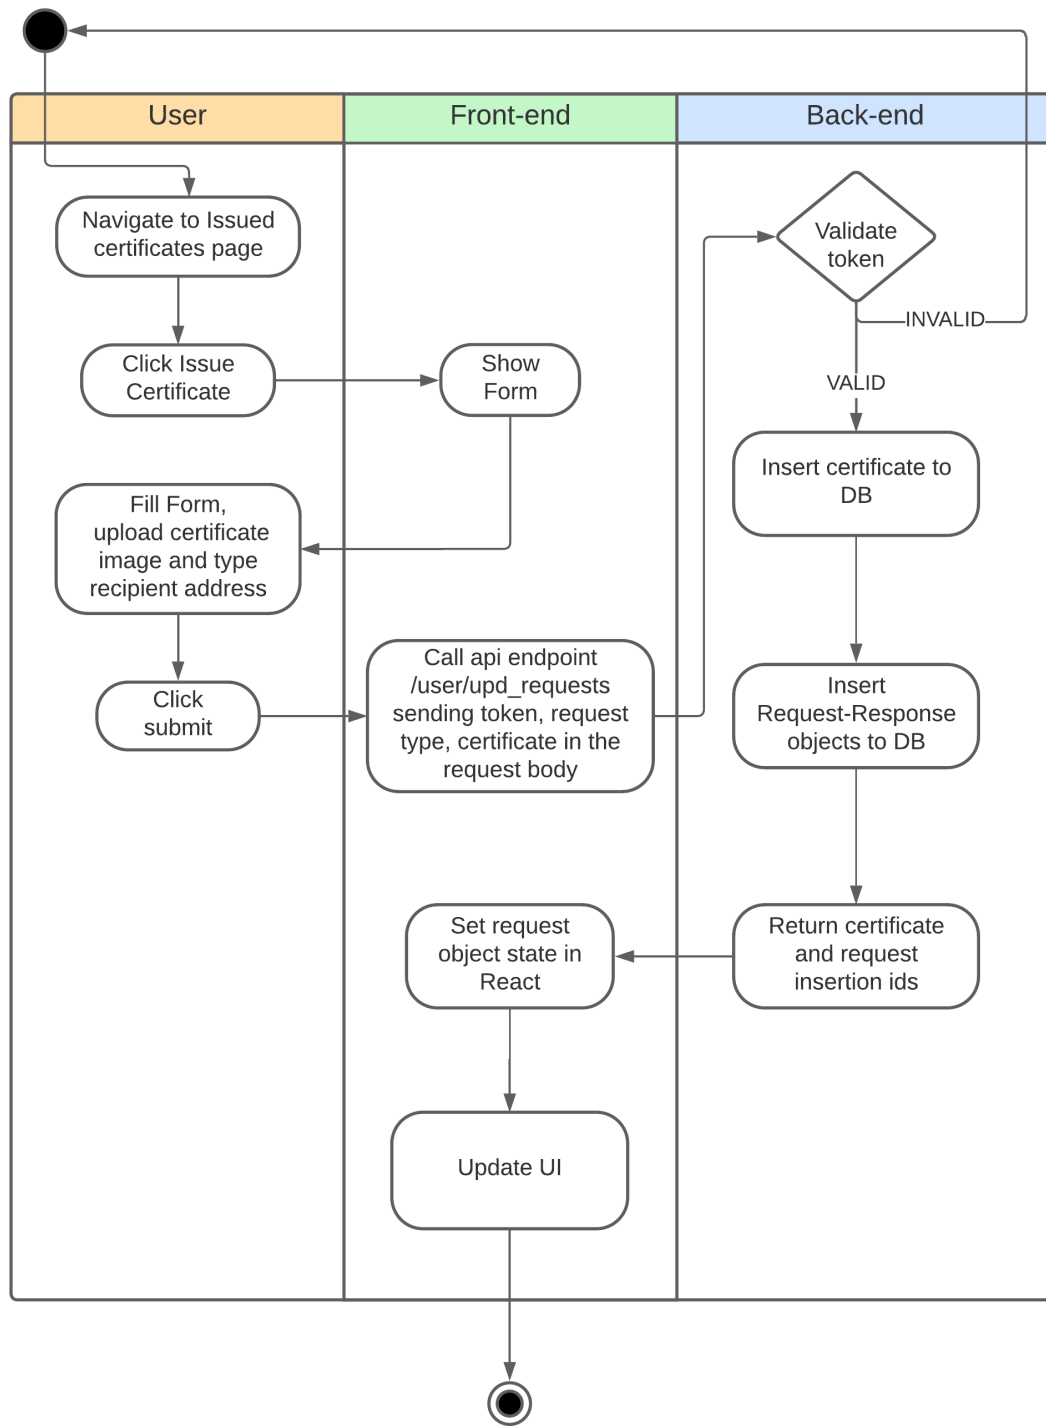 User
Front-end
Back-end
Navigate to Issued
certificates page
Validate
token
INVALID
Click Issue
Certificate
Show
Form
VALID
Insert certificate to
DB
Fill Form,
upload certificate
image and type
recipient address
Click
submit
Call api endpoint
/user/upd_requests
sending token, request
type, certificate in the
request body
Insert
Request-Response
objects to DB
Set request
object state in
React
Return certificate
and request
insertion ids
Update UI